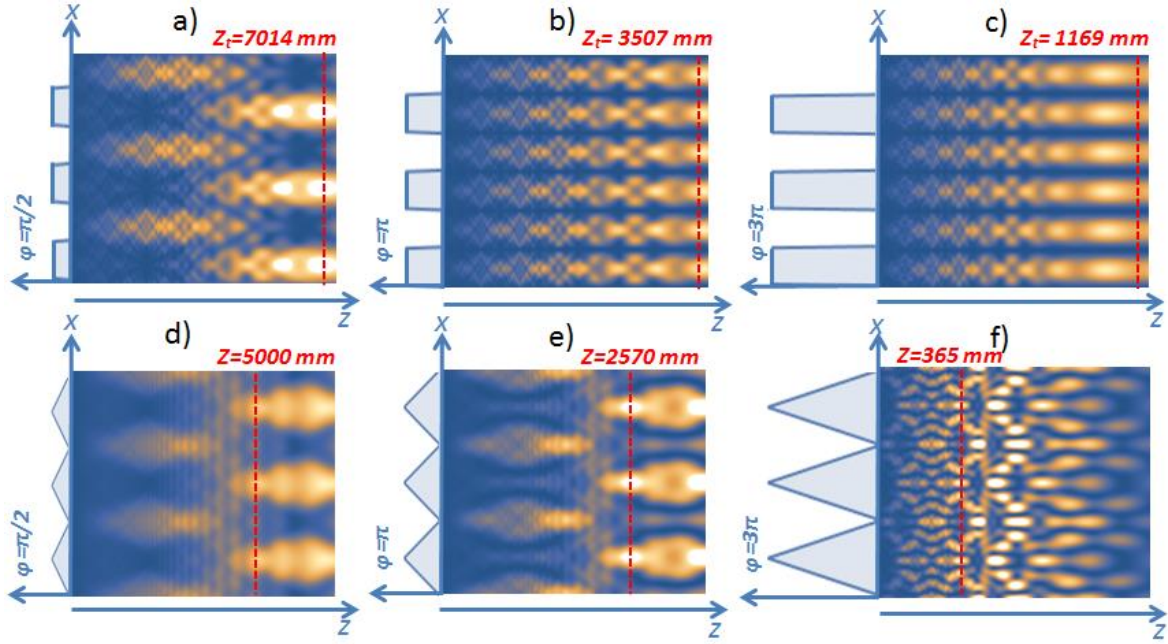 a)
b)
c)
x
x
x
Zₜ=7014 mm
Zₜ= 3507 mm
Zₜ= 1169 mm
φ=π/2
φ=π
φ=3π
z
z
z
d)
e)
f)
x
x
x
Z=5000 mm
Z=2570 mm
Z=365 mm
φ=π/2
φ=π
φ=3π
z
z
z